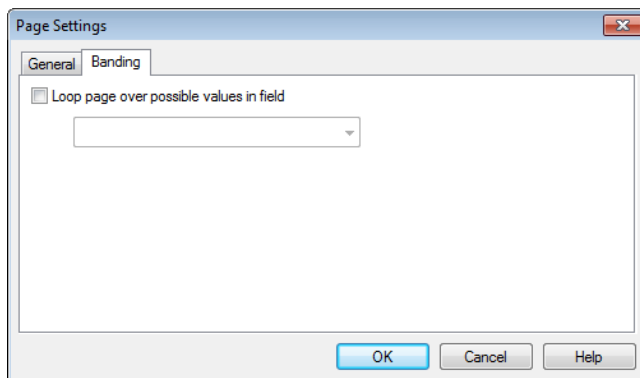 Page Settings
General Banding
Loop page over possible values in field
OK Cancel Help